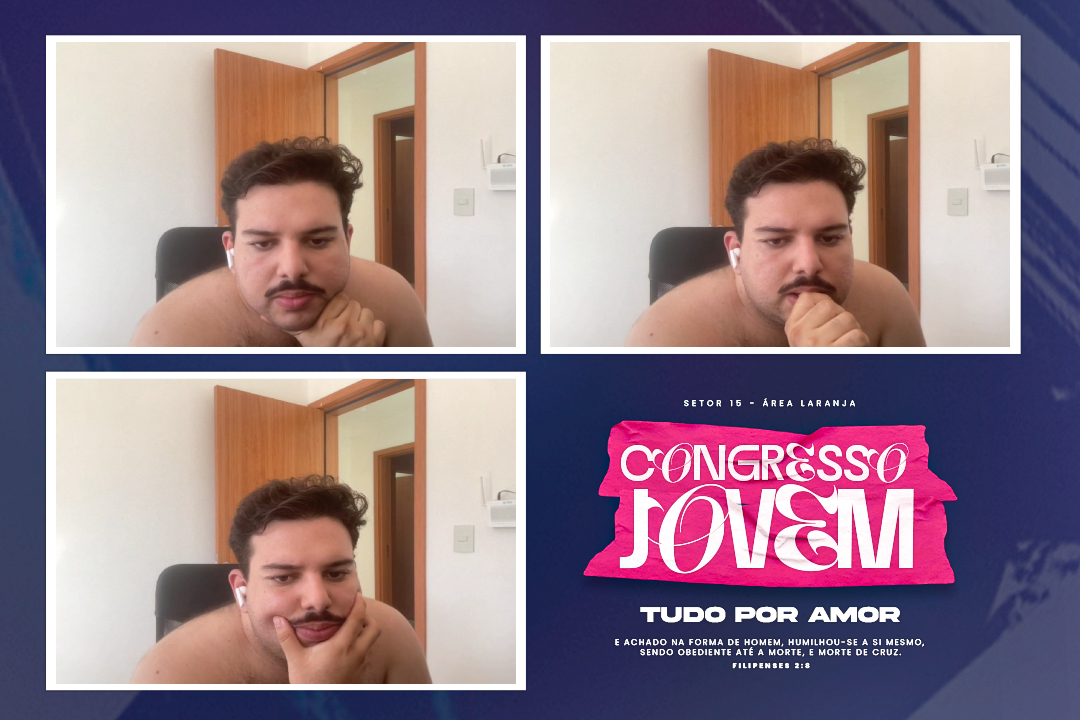 SETOR 15 - ÁREA LARANJA
CONGRESSO
JOVEM
TUDO POR AMOR
E ACHADO NA FORMA DE HOMEM, HUMILHOU-SE A SI MESMO,
SENDO OBEDIENTE ATÉ A MORTE, E MORTE DE CRUZ.
FILIPENSES 2:8